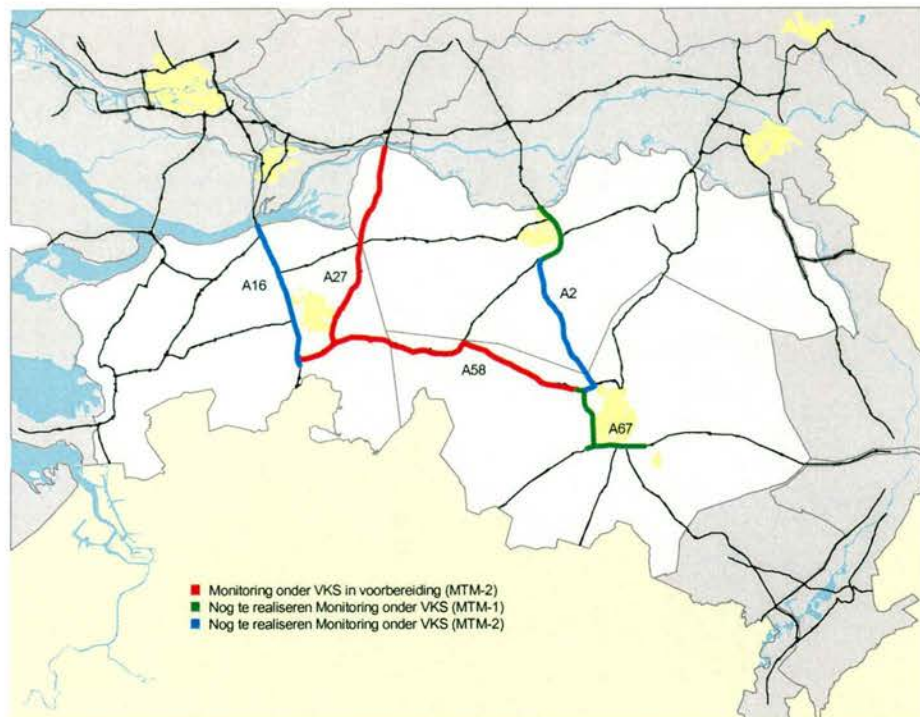 A27
A16
A2
A58
A67
Monitoring onder VKS in voorbereiding (MTM-2)
Nog te realiseren Monitoring onder VKS (MTM-1)
Nog te realiseren Monitoring onder VKS (MTM-2)